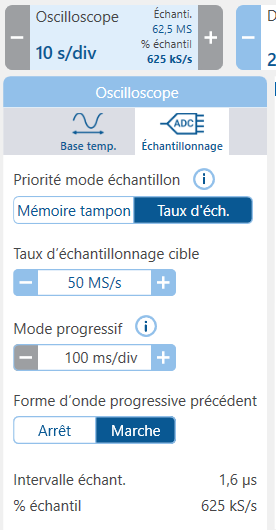 Oscilloscope
Échanti.
62,5 MS
% échantil
625 kS/s
10 s/div
D
2
Oscilloscope
Base temp.
ADC
Échantillonnage
Priorité mode échantillon i
Mémoire tampon Taux d'éch.
Taux d'échantillonnage cible
− 50 MS/s +
Mode progressif i
− 100 ms/div +
Forme d'onde progressive précédent
Arrêt Marche
Intervalle échant. 1,6 µs
% échantil 625 kS/s